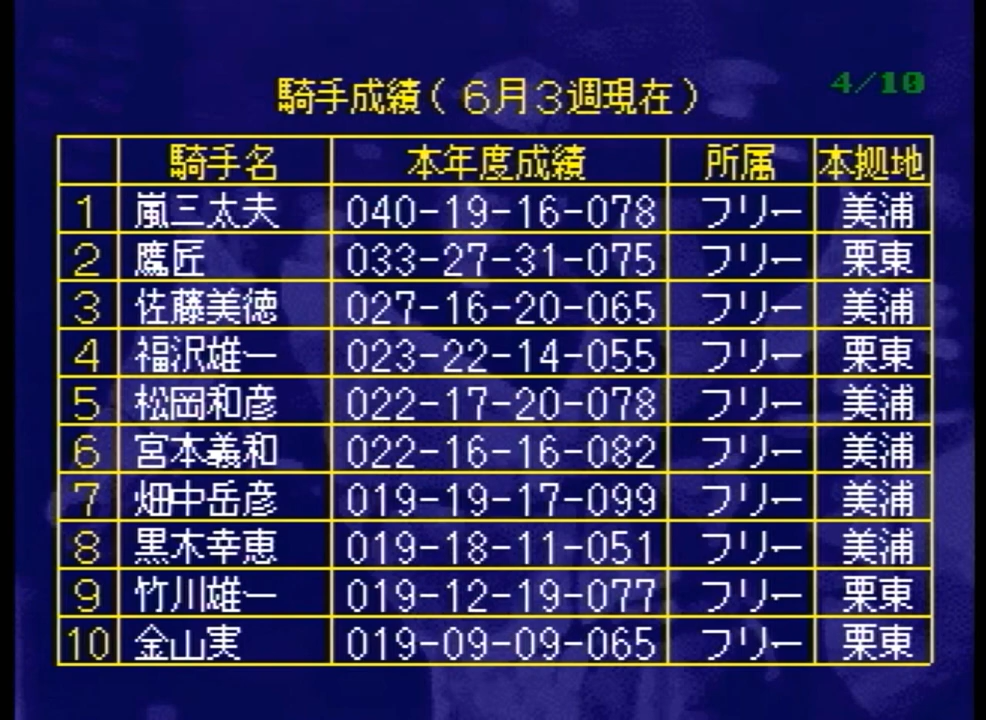 騎手成績(6月3週現在) 4/10
騎手名 本年度成績 所属 本拠地
1 嵐三太夫 040-19-16-078 フリー 美浦
2 鷹匠 033-27-31-075 フリー 栗東
3 佐藤美徳 027-16-20-065 フリー 美浦
4 福沢雄一 023-22-14-055 フリー 栗東
5 松岡和彦 022-17-20-078 フリー 美浦
6 宮本義和 022-16-16-082 フリー 美浦
7 畑中岳彦 019-19-17-099 フリー 美浦
8 黒木幸恵 019-18-11-051 フリー 美浦
9 竹川雄一 019-12-19-077 フリー 栗東
10 金山実 019-09-09-065 フリー 栗東